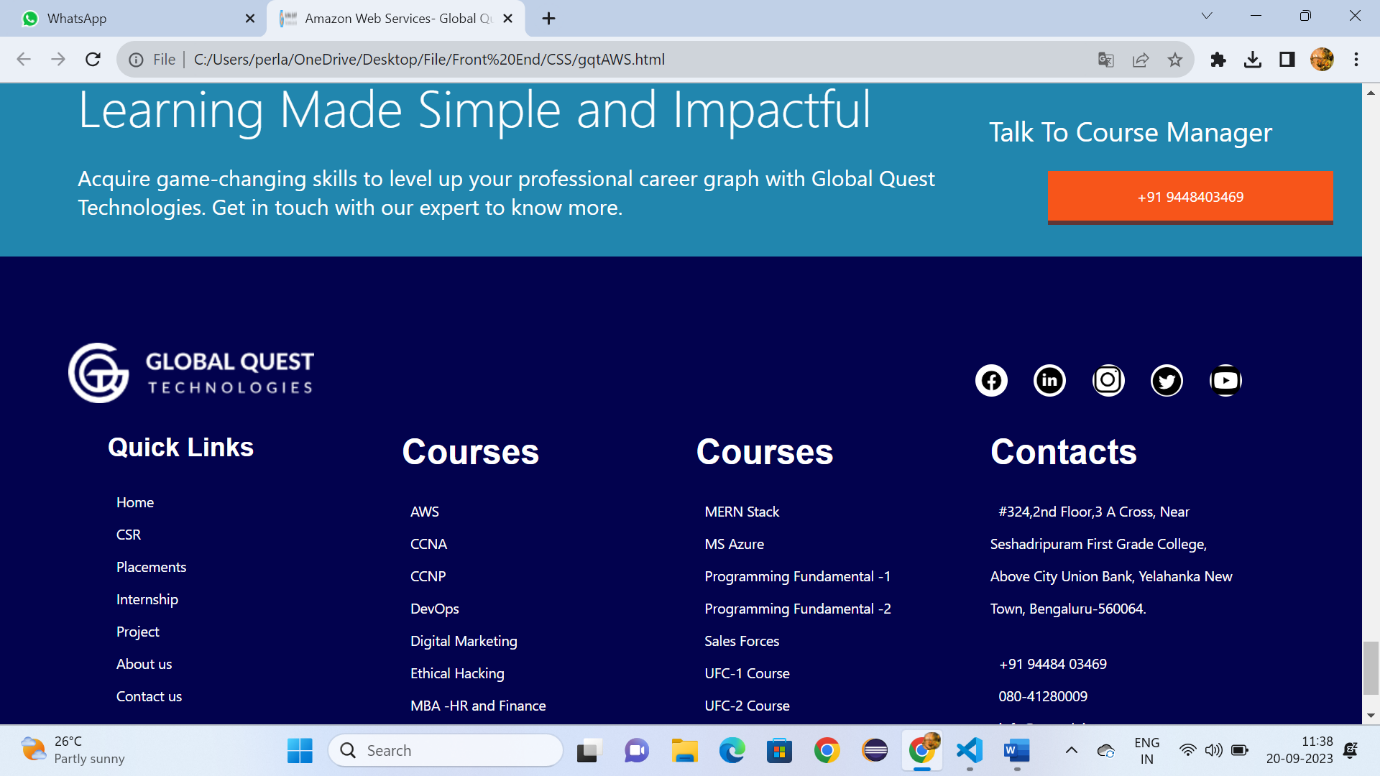 WhatsApp
Amazon Web Services- Global Qu
File
C:/Users/perla/OneDrive/Desktop/File/Front%20End/CSS/gqtAWS.html
Learning Made Simple and Impactful
Acquire game-changing skills to level up your professional career graph with Global Quest
Technologies. Get in touch with our expert to know more.
Talk To Course Manager
+91 9448403469
GLOBAL QUEST
TECHNOLOGIES
Quick Links
Home
CSR
Placements
Internship
Project
About us
Contact us
Courses
AWS
CCNA
CCNP
DevOps
Digital Marketing
Ethical Hacking
MBA -HR and Finance
Courses
MERN Stack
MS Azure
Programming Fundamental -1
Programming Fundamental -2
Sales Forces
UFC-1 Course
UFC-2 Course
Contacts
#324,2nd Floor,3 A Cross, Near
Seshadripuram First Grade College,
Above City Union Bank, Yelahanka New
Town, Bengaluru-560064.
+91 94484 03469
080-41280009
26°C
Partly sunny
Search
ENG
IN
11:38
20-09-2023